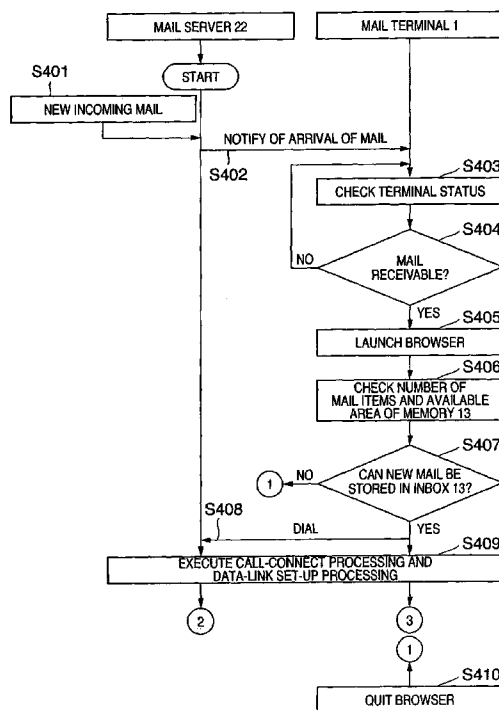 MAIL SERVER 22
MAIL TERMINAL 1
START
S401
NEW INCOMING MAIL
NOTIFY OF ARRIVAL OF MAIL
S402
S403
CHECK TERMINAL STATUS
S404
NO
MAIL
RECEIVABLE?
YES
S405
LAUNCH BROWSER
S406
CHECK NUMBER OF
MAIL ITEMS AND AVAILABLE
AREA OF MEMORY 13
S407
1
NO
CAN NEW MAIL BE
STORED IN INBOX 13?
S408
DIAL
YES
S409
EXECUTE CALL-CONNECT PROCESSING AND
DATA-LINK SET-UP PROCESSING
2
3
1
S410
QUIT BROWSER